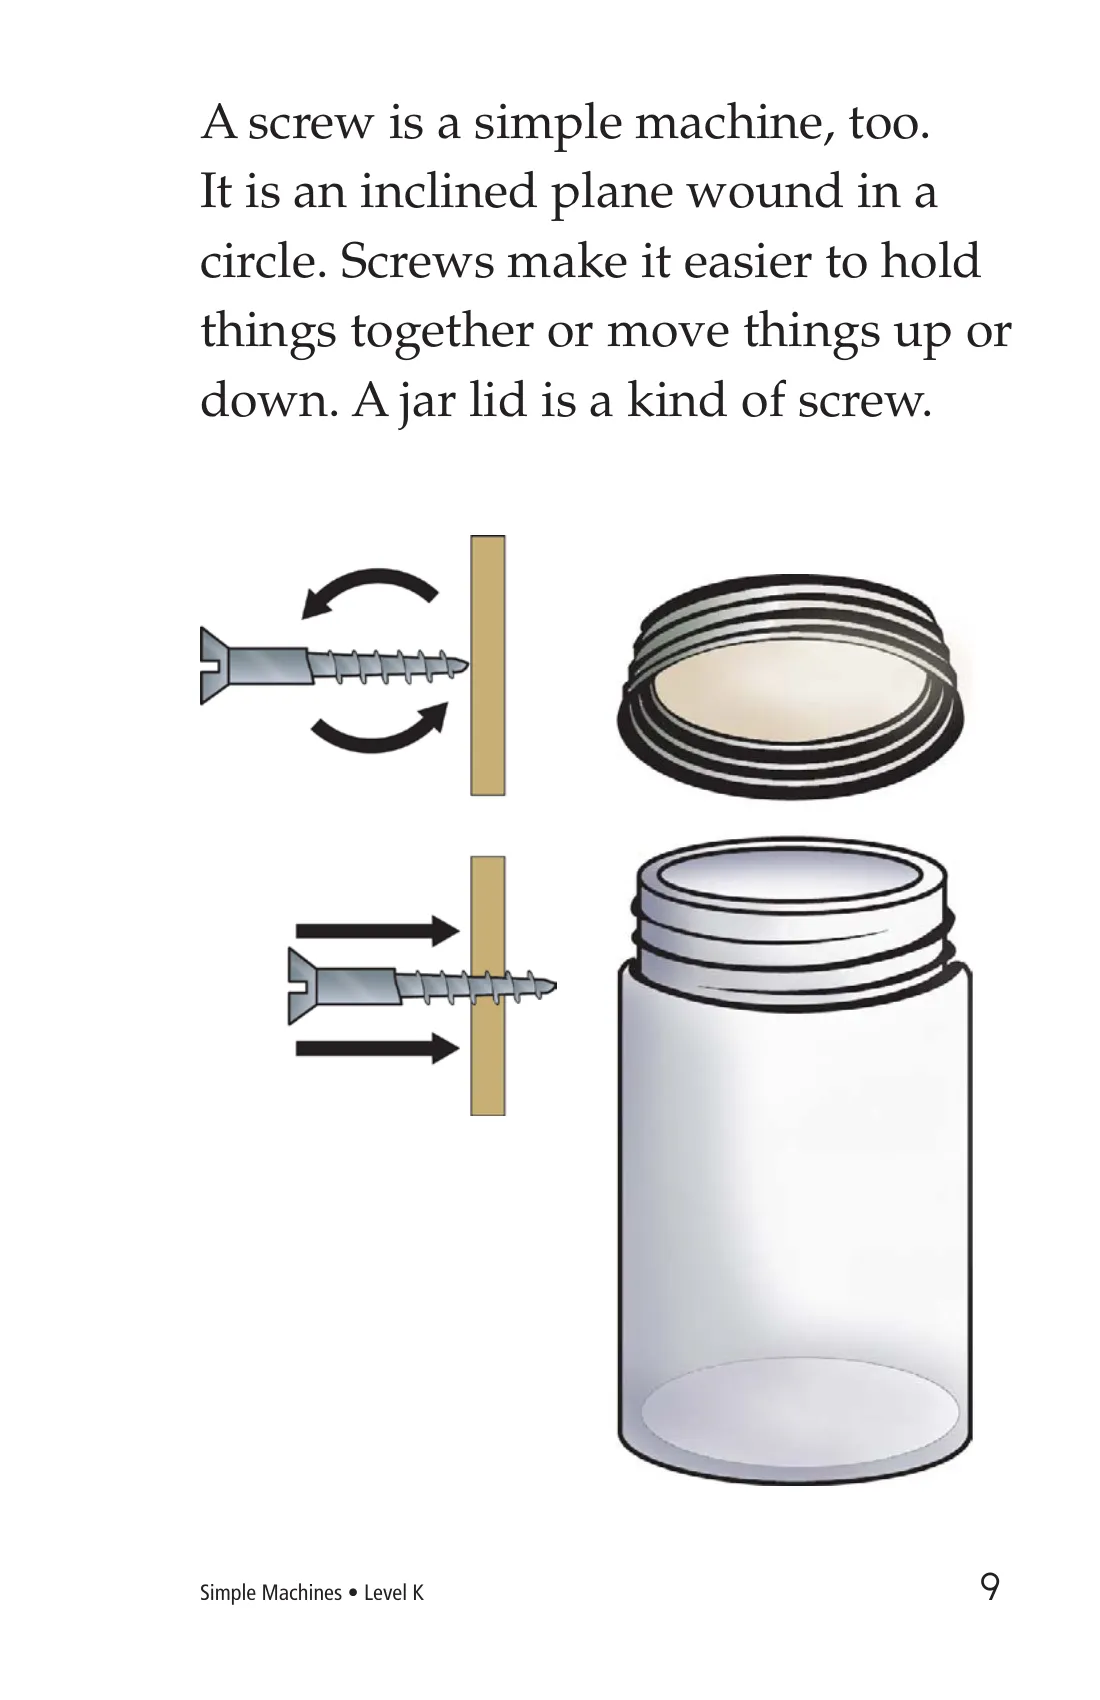 A screw is a simple machine, too.
It is an inclined plane wound in a
circle. Screws make it easier to hold
things together or move things up or
down. A jar lid is a kind of screw.
Simple Machines • Level K
9